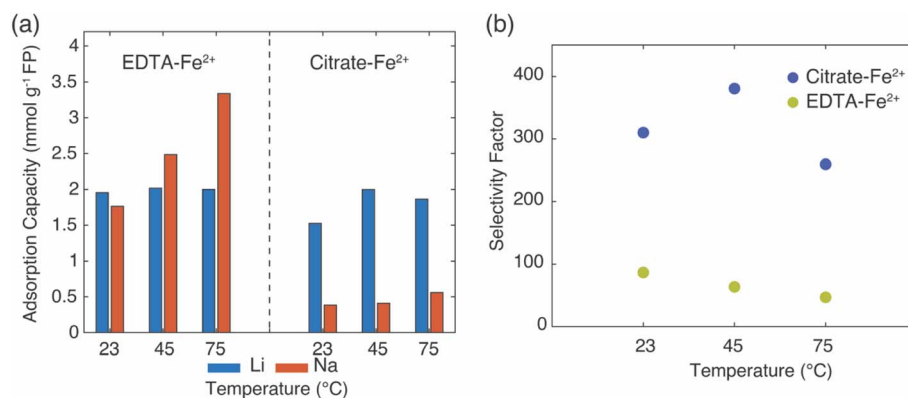 (a)
EDTA-Fe²⁺
Citrate-Fe²⁺
Adsorption Capacity (mmol g⁻¹ FP)
4
3.5
3
2.5
2
1.5
1
0.5
0
23 45 75 23 45 75
Li Na
Temperature (°C)
(b)
Citrate-Fe²⁺
EDTA-Fe²⁺
Selectivity Factor
400
300
200
100
0
23 45 75
Temperature (°C)